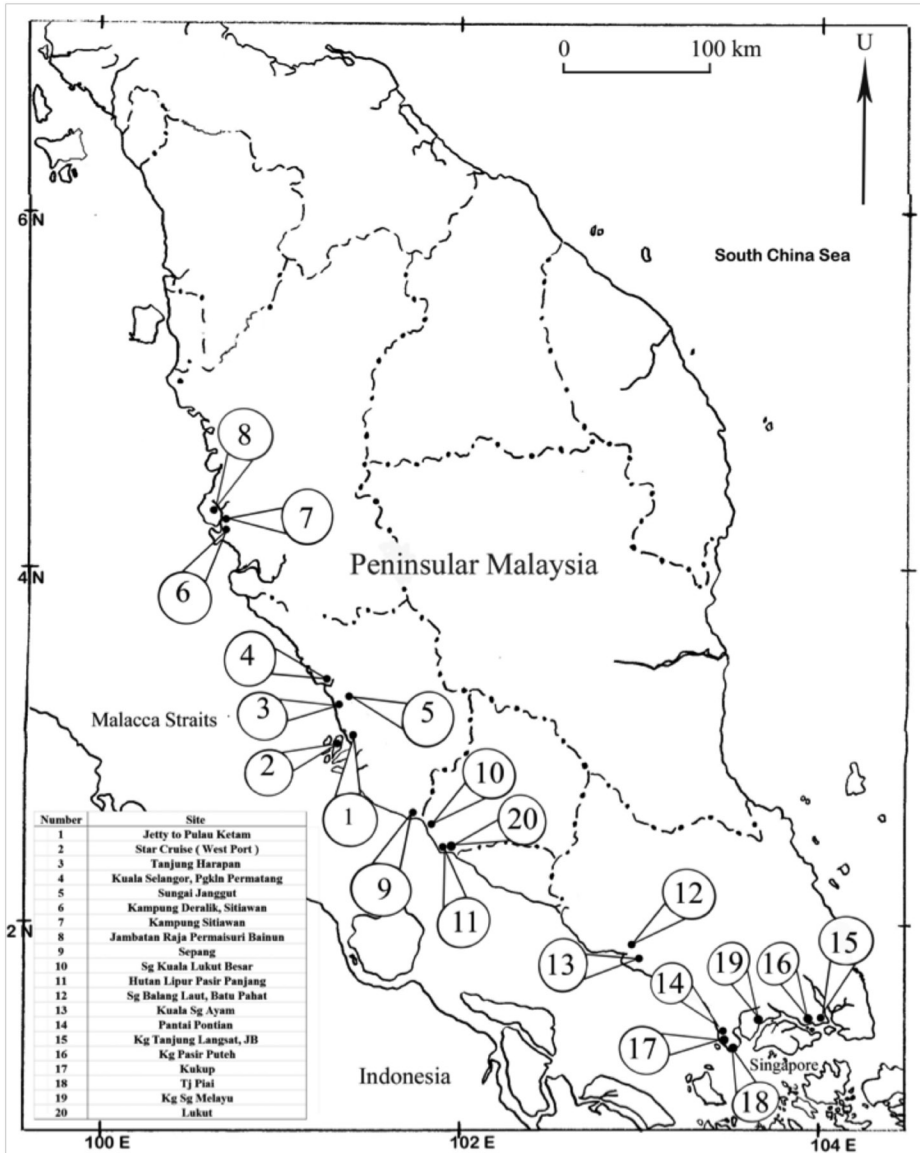 0 100 km
U
6 N
South China Sea
8
7
Peninsular Malaysia
4 N
6
4
3
5
Malacca Straits
2
10
1
20
9
11
12
2 N
13
15
19
16
14
17
Singapore
Indonesia
18
Number Site
1 Jetty to Pulau Ketam
2 Star Cruise ( West Port )
3 Tanjung Harapan
4 Kuala Selangor, Pgkln Permatang
5 Sungai Janggut
6 Kampung Deralik, Sitiawan
7 Kampung Sitiawan
8 Jambatan Raja Permaisuri Bainun
9 Sepang
10 Sg Kuala Lukut Besar
11 Hutan Lipur Pasir Panjang
12 Sg Balang Laut, Batu Pahat
13 Kuala Sg Ayam
14 Pantai Pontian
15 Kg Tanjung Langsat, JB
16 Kg Pasir Puteh
17 Kukup
18 Tj Piai
19 Kg Sg Melayu
20 Lukut
100 E 102 E 104 E